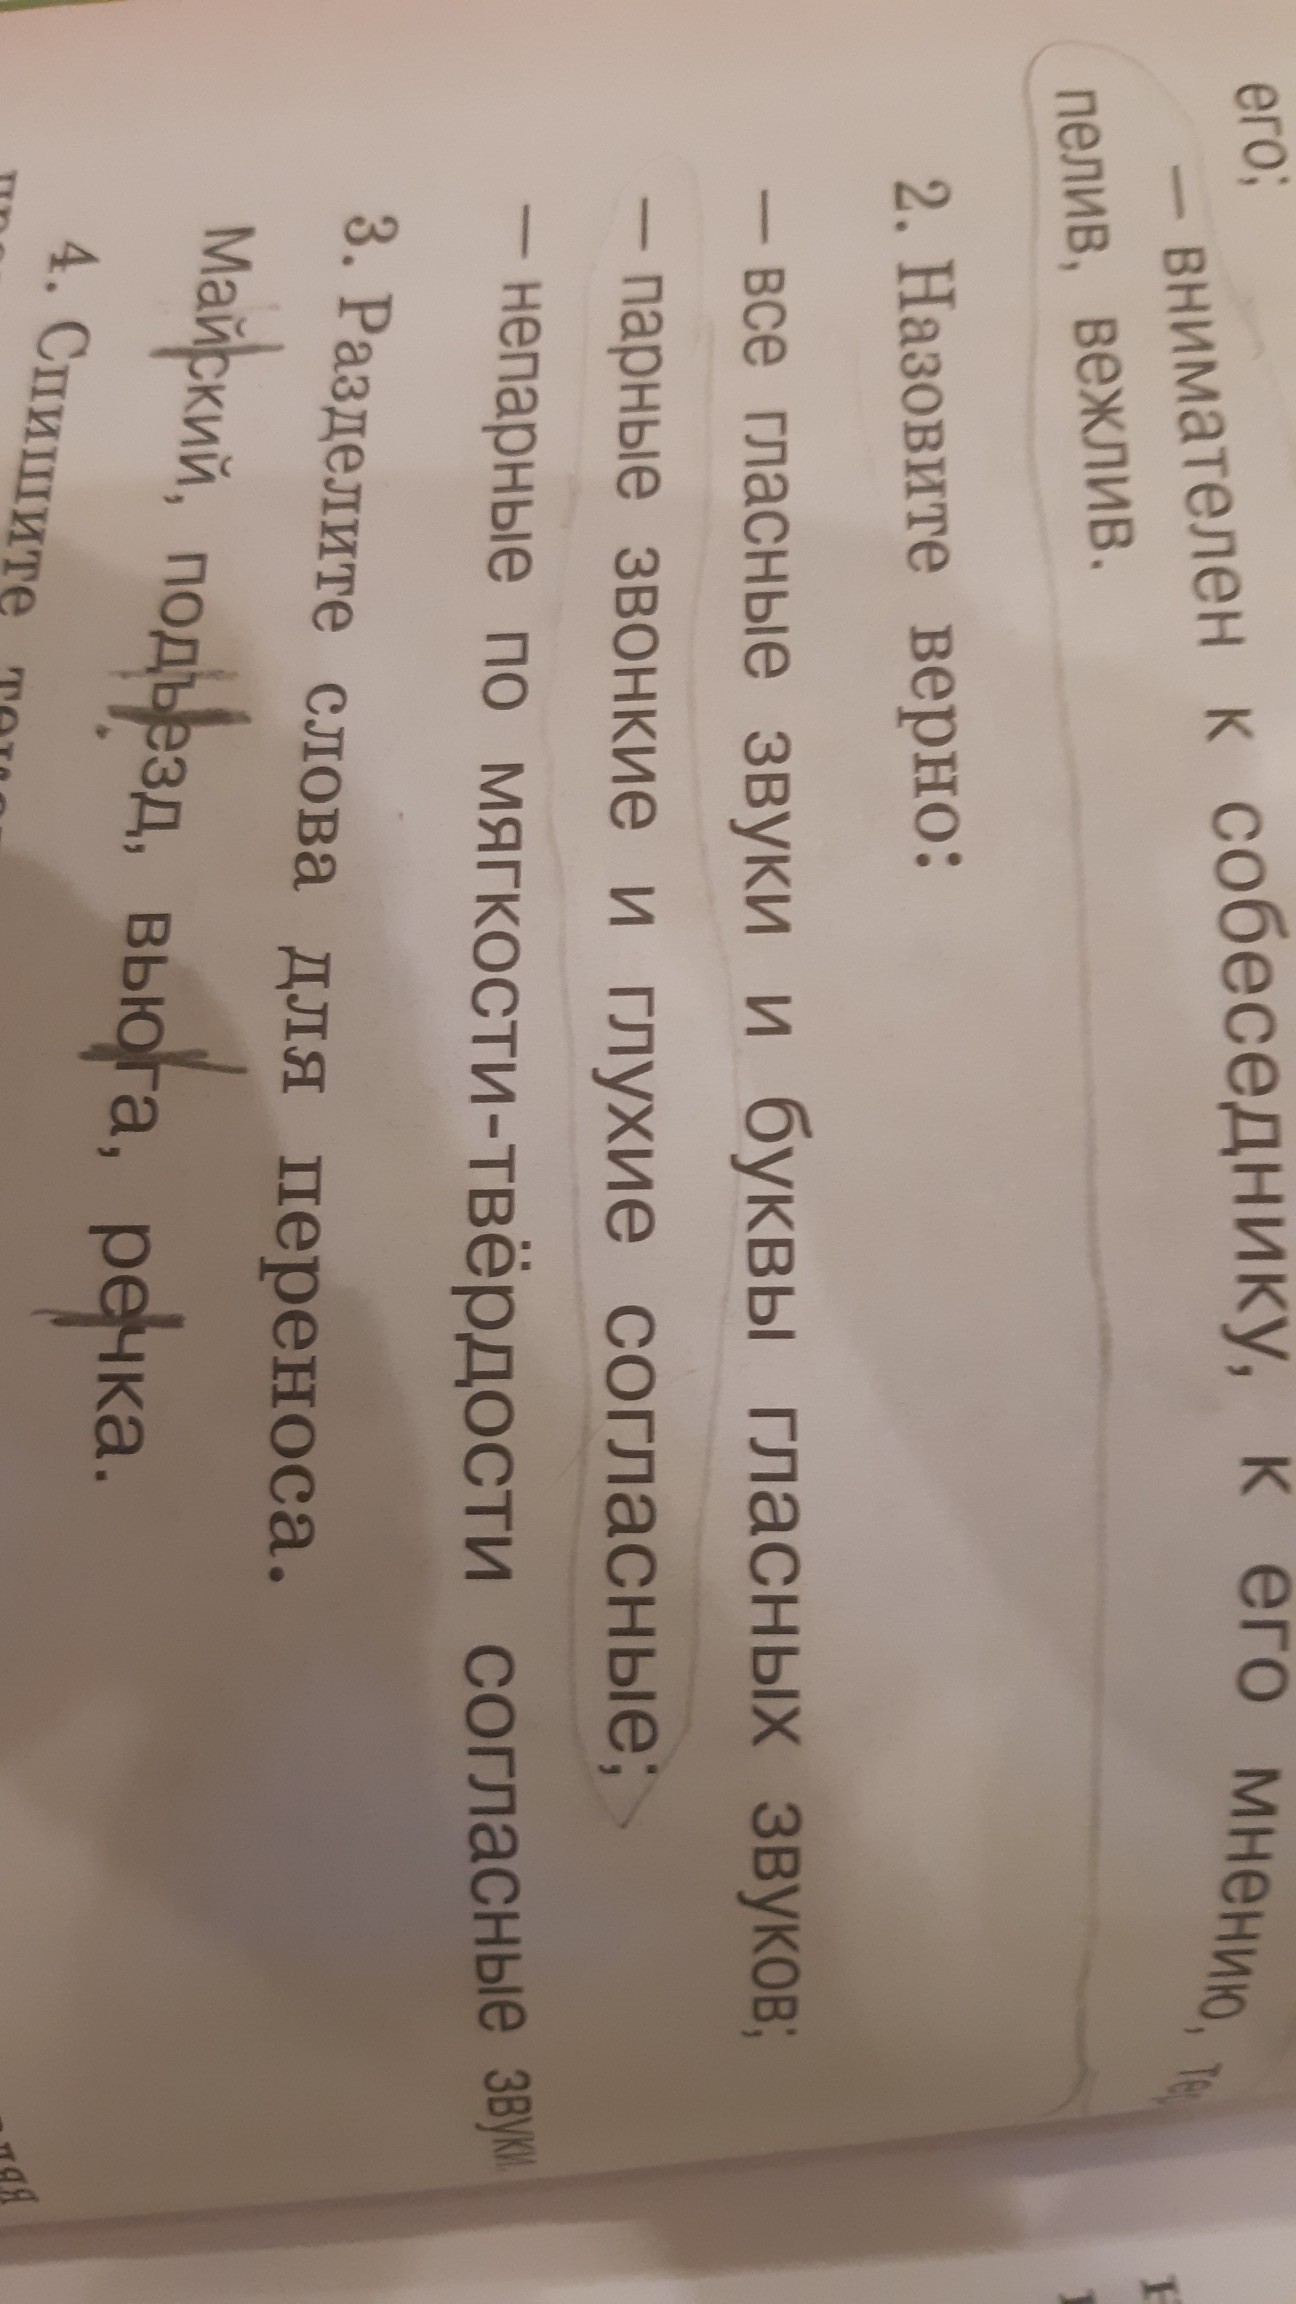 его;
— внимателен к собеседнику, к его мнению, тер
пелив, вежлив.
2. Назовите верно:
— все гласные звуки и буквы гласных звуков;
— парные звонкие и глухие согласные;
— непарные по мягкости-твёрдости согласные звуки.
3. Разделите слова для переноса.
Майский, подъезд, вьюга, речка.
4. Спишите